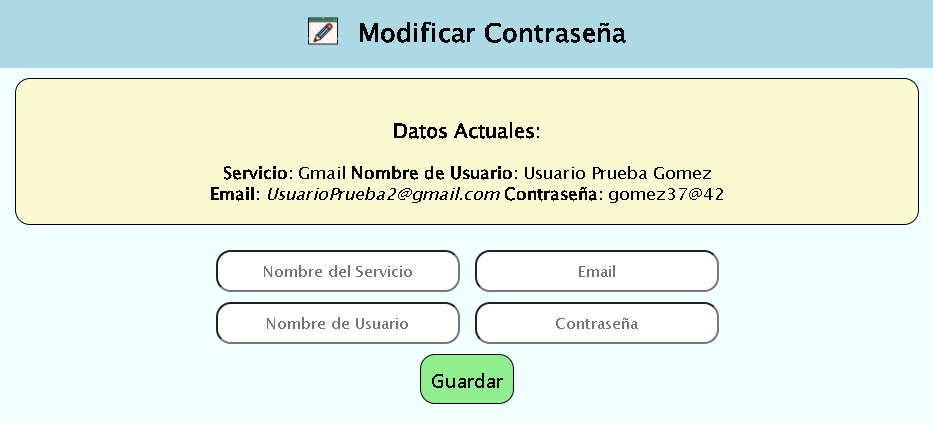 Modificar Contraseña
Datos Actuales:
Servicio: Gmail Nombre de Usuario: Usuario Prueba Gomez
Email: UsuarioPrueba2@gmail.com Contraseña: gomez37@42
Nombre del Servicio Email
Nombre de Usuario Contraseña
Guardar